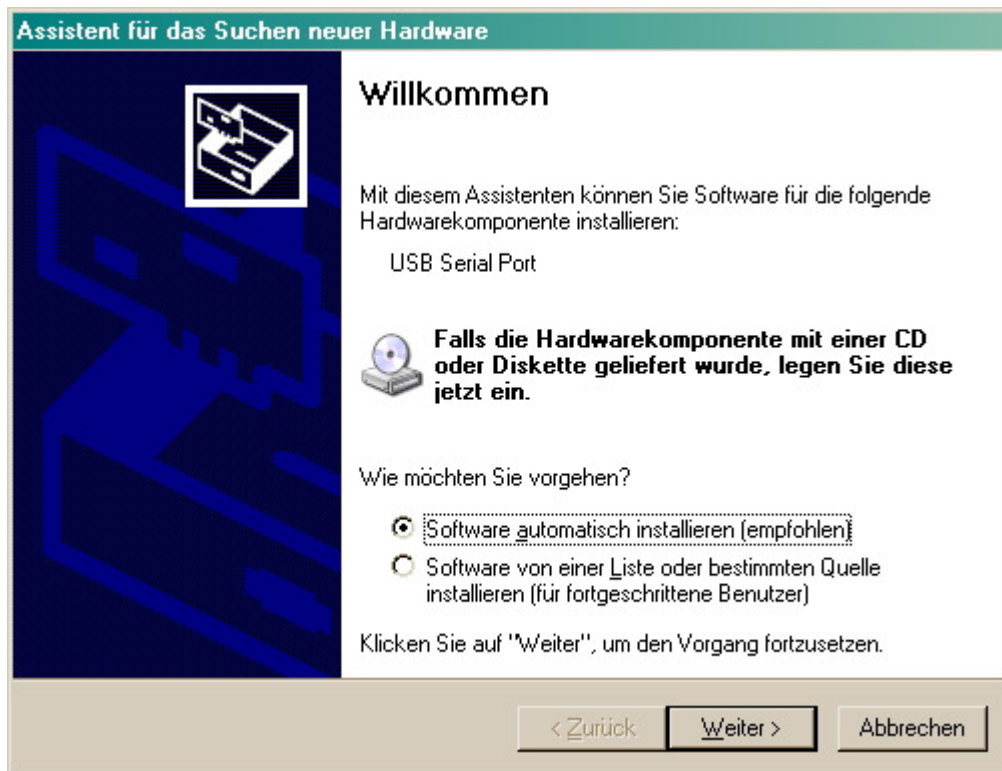 Assistent für das Suchen neuer Hardware
Willkommen
Mit diesem Assistenten können Sie Software für die folgende
Hardwarekomponente installieren:
USB Serial Port
Falls die Hardwarekomponente mit einer CD
oder Diskette geliefert wurde, legen Sie diese
jetzt ein.
Wie möchten Sie vorgehen?
Software automatisch installieren (empfohlen)
Software von einer Liste oder bestimmten Quelle
installieren (für fortgeschrittene Benutzer)
Klicken Sie auf "Weiter", um den Vorgang fortzusetzen.
< Zurück Weiter > Abbrechen